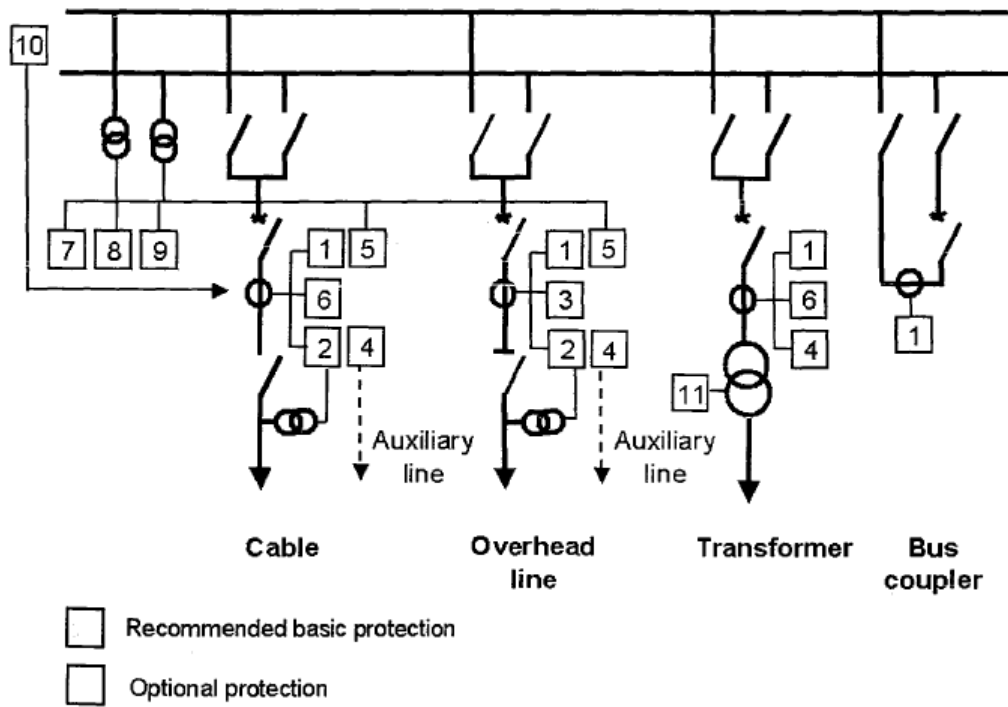 10
7 8 9 1 5 1 5 1
6 3 6
2 4 2 4 4 1
11
Auxiliary line
Auxiliary line
Cable
Overhead line
Transformer
Bus coupler
Recommended basic protection
Optional protection